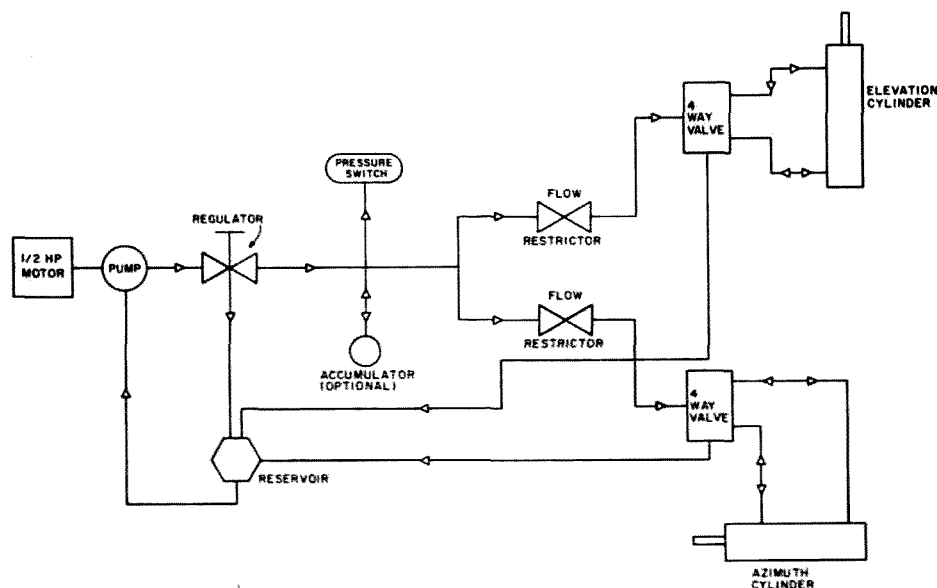 ELEVATION
CYLINDER
4
WAY
VALVE
PRESSURE
SWITCH
FLOW
RESTRICTOR
REGULATOR
1/2 HP
MOTOR
PUMP
FLOW
RESTRICTOR
ACCUMULATOR
(OPTIONAL)
4
WAY
VALVE
RESERVOIR
AZIMUTH
CYLINDER